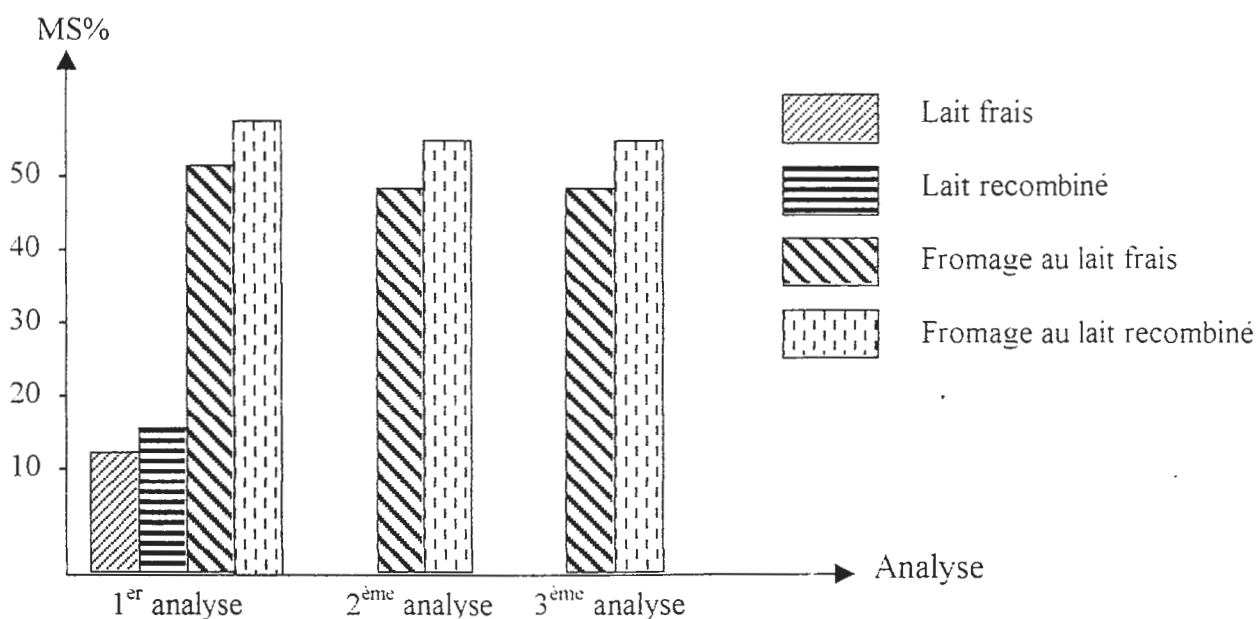 MS%
50
40
30
20
10
1er analyse
2ème analyse
3ème analyse
Analyse
Lait frais
Lait recombiné
Fromage au lait frais
Fromage au lait recombiné